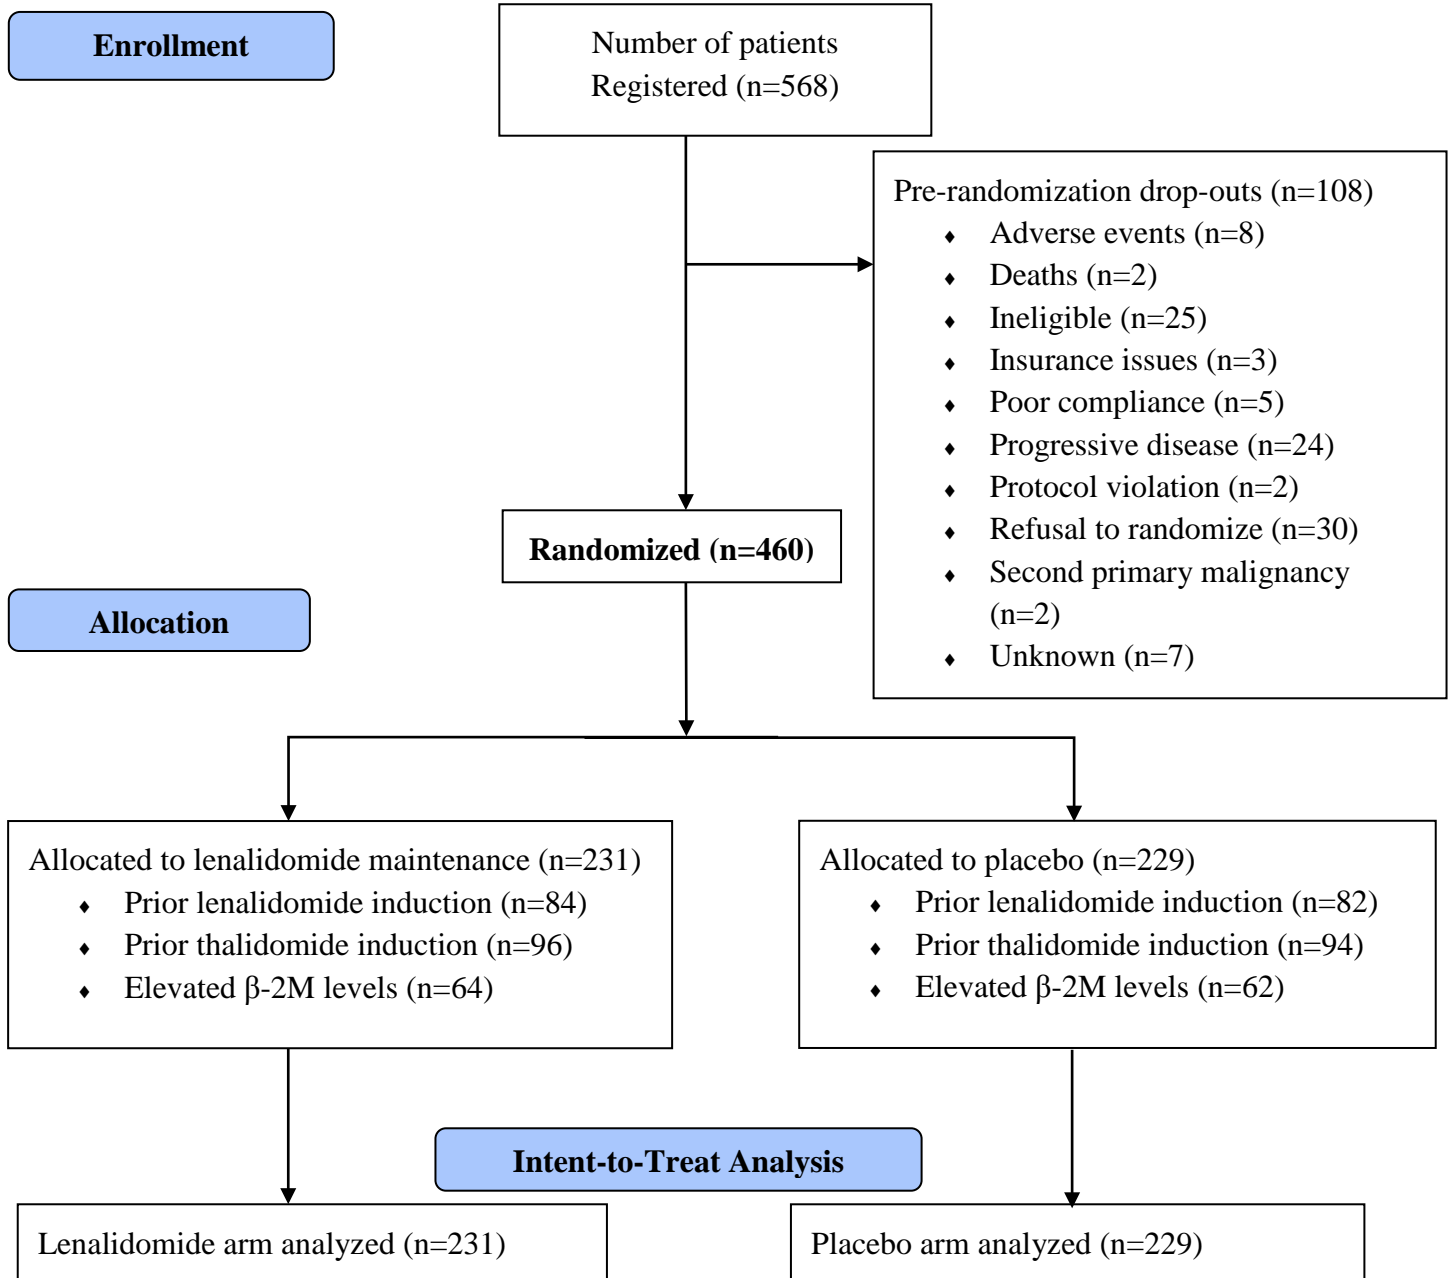 Enrollment
Number of patients
Registered (n=568)
Pre-randomization drop-outs (n=108)
⬧ Adverse events (n=8)
⬧ Deaths (n=2)
⬧ Ineligible (n=25)
⬧ Insurance issues (n=3)
⬧ Poor compliance (n=5)
⬧ Progressive disease (n=24)
⬧ Protocol violation (n=2)
⬧ Refusal to randomize (n=30)
⬧ Second primary malignancy
(n=2)
⬧ Unknown (n=7)
Randomized (n=460)
Allocation
Allocated to lenalidomide maintenance (n=231)
⬧ Prior lenalidomide induction (n=84)
⬧ Prior thalidomide induction (n=96)
⬧ Elevated β-2M levels (n=64)
Allocated to placebo (n=229)
⬧ Prior lenalidomide induction (n=82)
⬧ Prior thalidomide induction (n=94)
⬧ Elevated β-2M levels (n=62)
Intent-to-Treat Analysis
Lenalidomide arm analyzed (n=231)
Placebo arm analyzed (n=229)